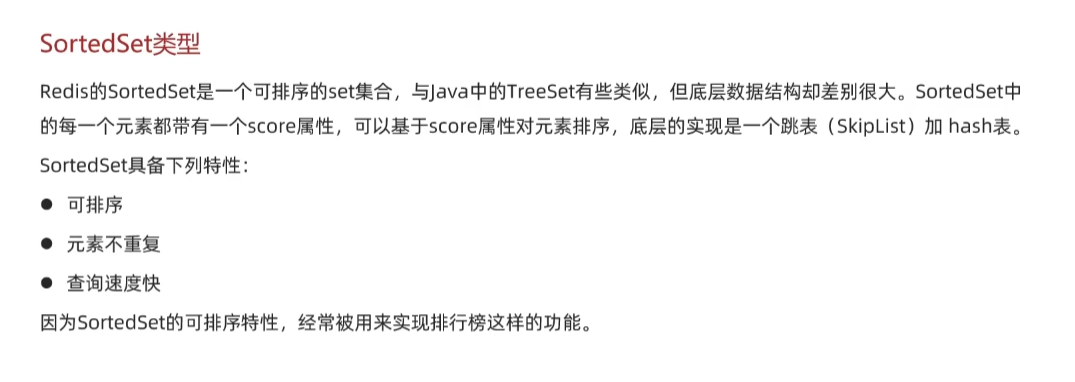 SortedSet类型
Redis的SortedSet是一个可排序的set集合，与Java中的TreeSet有些类似，但底层数据结构却差别很大。SortedSet中
的每一个元素都带有一个score属性，可以基于score属性对元素排序，底层的实现是一个跳表（SkipList）加 hash表。
SortedSet具备下列特性：
● 可排序
● 元素不重复
● 查询速度快
因为SortedSet的可排序特性，经常被用来实现排行榜这样的功能。